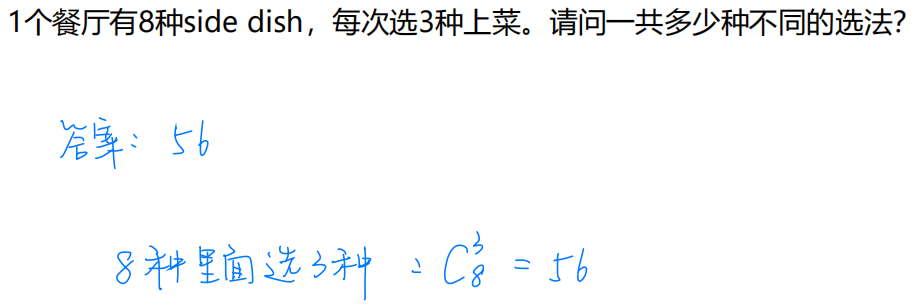 1个餐厅有8种side dish，每次选3种上菜。请问一共多少种不同的选法？
答案：56
8种里面选3种：C₈³ = 56